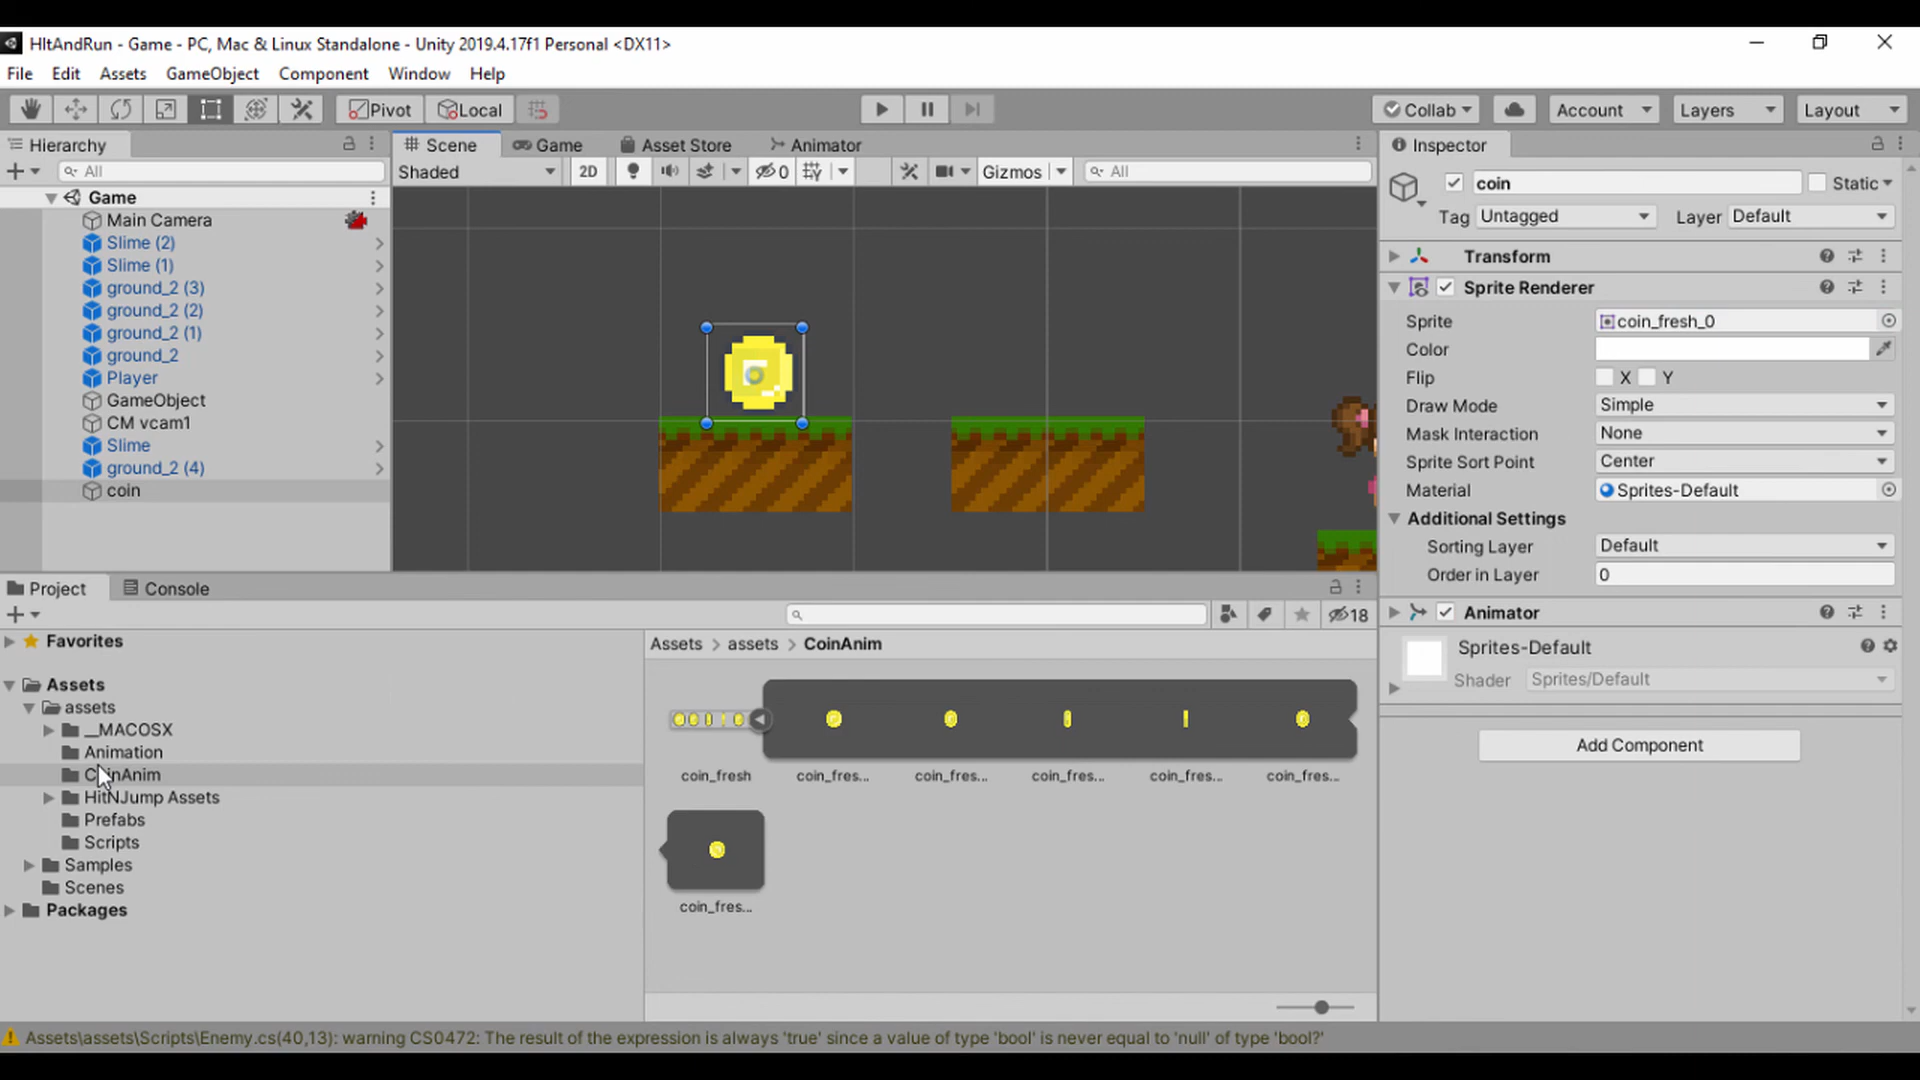 HItAndRun - Game - PC, Mac & Linux Standalone - Unity 2019.4.17f1 Personal <DX11>
File Edit Assets GameObject Component Window Help
Pivot Local Collab Account Layers Layout
Hierarchy
All
Game
Main Camera
Slime (2)
Slime (1)
ground_2 (3)
ground_2 (2)
ground_2 (1)
ground_2
Player
GameObject
CM vcam1
Slime
ground_2 (4)
coin
Scene Game Asset Store Animator
Shaded 2D 0 Gizmos All
Inspector
coin Static
Tag Untagged Layer Default
Transform
Sprite Renderer
Sprite coin_fresh_0
Color
Flip X Y
Draw Mode Simple
Mask Interaction None
Sprite Sort Point Center
Material Sprites-Default
Additional Settings
Sorting Layer Default
Order in Layer 0
Animator
Sprites-Default
Shader Sprites/Default
Add Component
Project Console
18
Favorites
Assets
assets
__MACOSX
Animation
CoinAnim
HitNJump Assets
Prefabs
Scripts
Samples
Scenes
Packages
Assets > assets > CoinAnim
coin_fresh coin_fres... coin_fres... coin_fres... coin_fres... coin_fres...
coin_fres...
Assets\assets\Scripts\Enemy.cs(40,13): warning CS0472: The result of the expression is always 'true' since a value of type 'bool' is never equal to 'null' of type 'bool?'